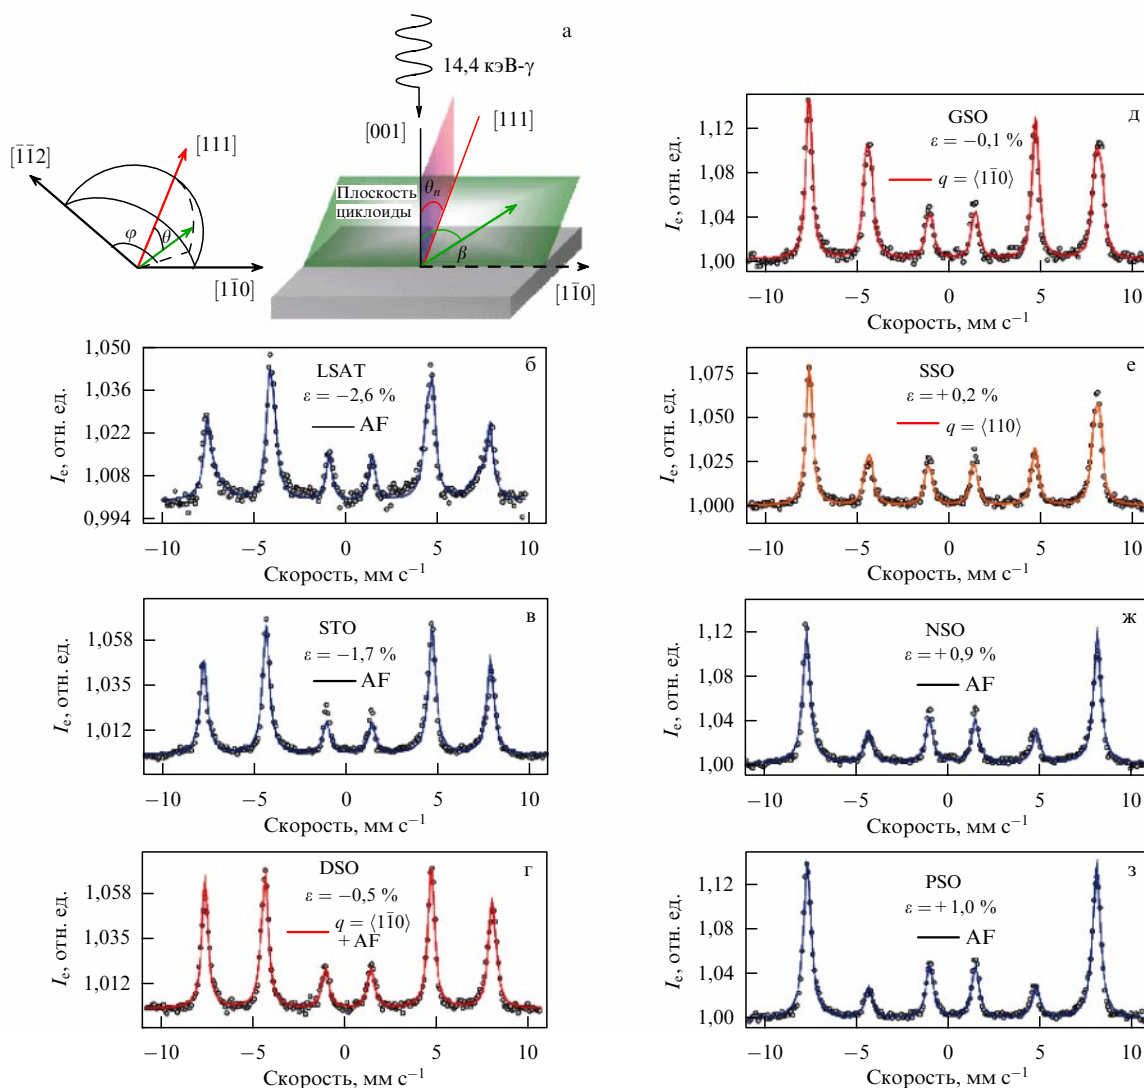 а
14,4 кэВ-γ
[001]
[111]
Плоскость
циклоиды
θₙ
β
[11̄0]
[1̄1̄2]
[111]
φ
θ
[11̄0]
б
LSAT
ε = −2,6 %
AF
Iₑ, отн. ед.
1,050
1,036
1,022
1,008
0,994
−10 −5 0 5 10
Скорость, мм с⁻¹
в
STO
ε = −1,7 %
AF
Iₑ, отн. ед.
1,058
1,035
1,012
−10 −5 0 5 10
Скорость, мм с⁻¹
г
DSO
ε = −0,5 %
q = ⟨11̄0⟩
+ AF
Iₑ, отн. ед.
1,058
1,035
1,012
−10 −5 0 5 10
Скорость, мм с⁻¹
д
GSO
ε = −0,1 %
q = ⟨11̄0⟩
Iₑ, отн. ед.
1,12
1,08
1,04
1,00
−10 −5 0 5 10
Скорость, мм с⁻¹
е
SSO
ε = +0,2 %
q = ⟨110⟩
Iₑ, отн. ед.
1,075
1,050
1,025
1,000
−10 −5 0 5 10
Скорость, мм с⁻¹
ж
NSO
ε = +0,9 %
AF
Iₑ, отн. ед.
1,12
1,08
1,04
1,00
−10 −5 0 5 10
Скорость, мм с⁻¹
з
PSO
ε = +1,0 %
AF
Iₑ, отн. ед.
1,12
1,08
1,04
1,00
−10 −5 0 5 10
Скорость, мм с⁻¹